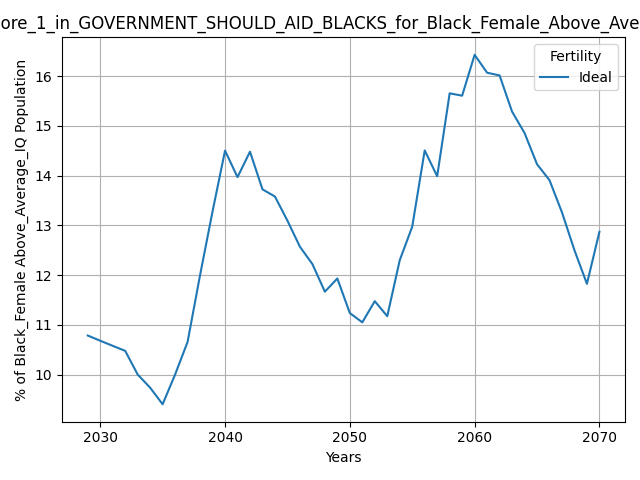 ore_1_in_GOVERNMENT_SHOULD_AID_BLACKS_for_Black_Female_Above_Ave
Fertility
Ideal
% of Black_Female Above_Average_IQ Population
16
15
14
13
12
11
10
2030 2040 2050 2060 2070
Years